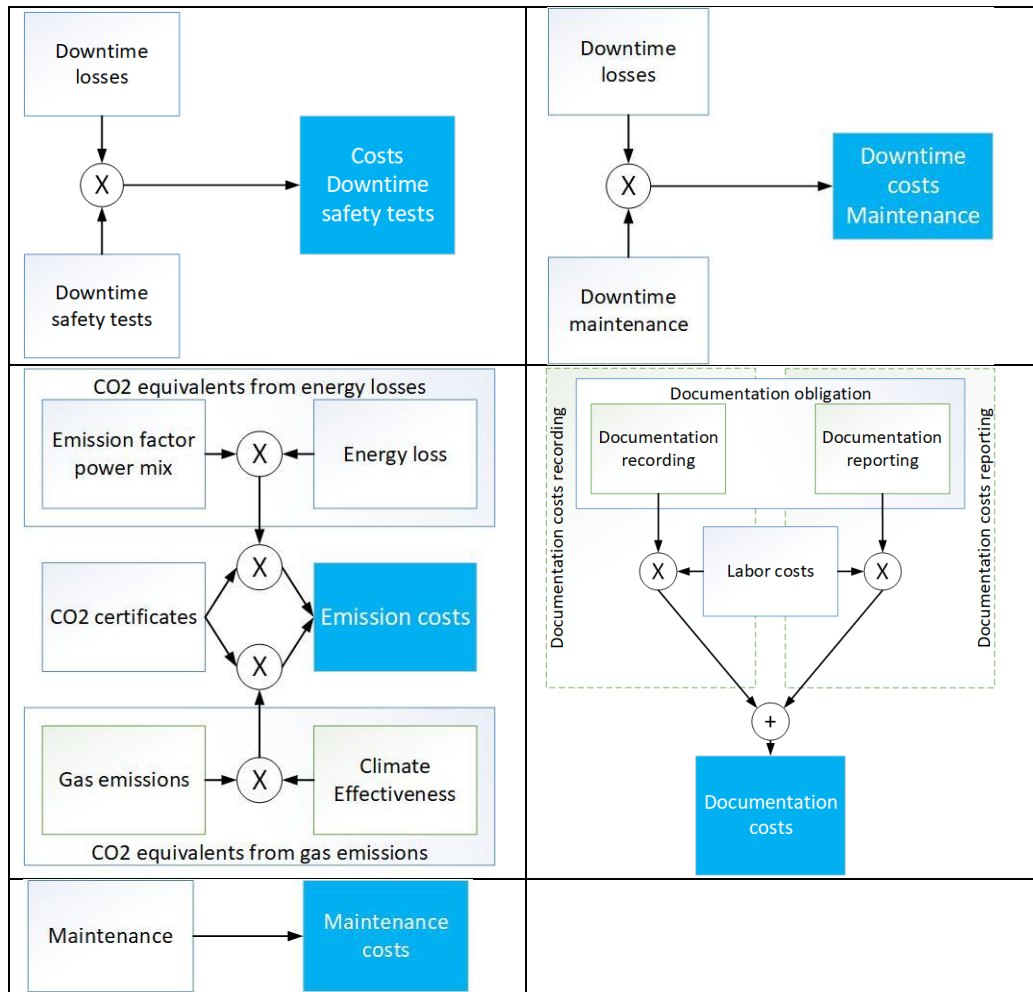 Downtime
losses
X
Costs
Downtime
safety tests
Downtime
safety tests
Downtime
losses
X
Downtime
costs
Maintenance
Downtime
maintenance
CO2 equivalents from energy losses
Emission factor
power mix
X
Energy loss
X
CO2 certificates
Emission costs
X
Gas emissions
X
Climate
Effectiveness
CO2 equivalents from gas emissions
Documentation costs recording
Documentation obligation
Documentation
recording
Documentation
reporting
Documentation costs reporting
X
Labor costs
X
+
Documentation
costs
Maintenance
Maintenance
costs